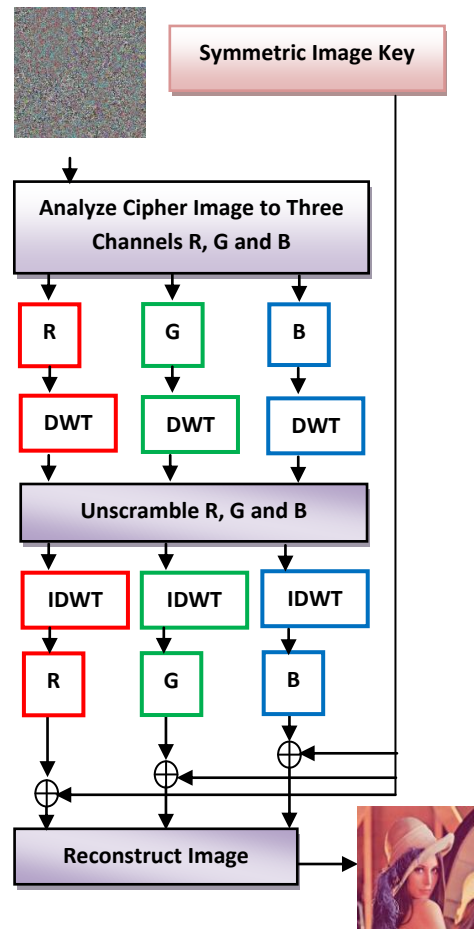 Symmetric Image Key
Analyze Cipher Image to Three
Channels R, G and B
R G B
DWT DWT DWT
Unscramble R, G and B
IDWT IDWT IDWT
R G B
Reconstruct Image